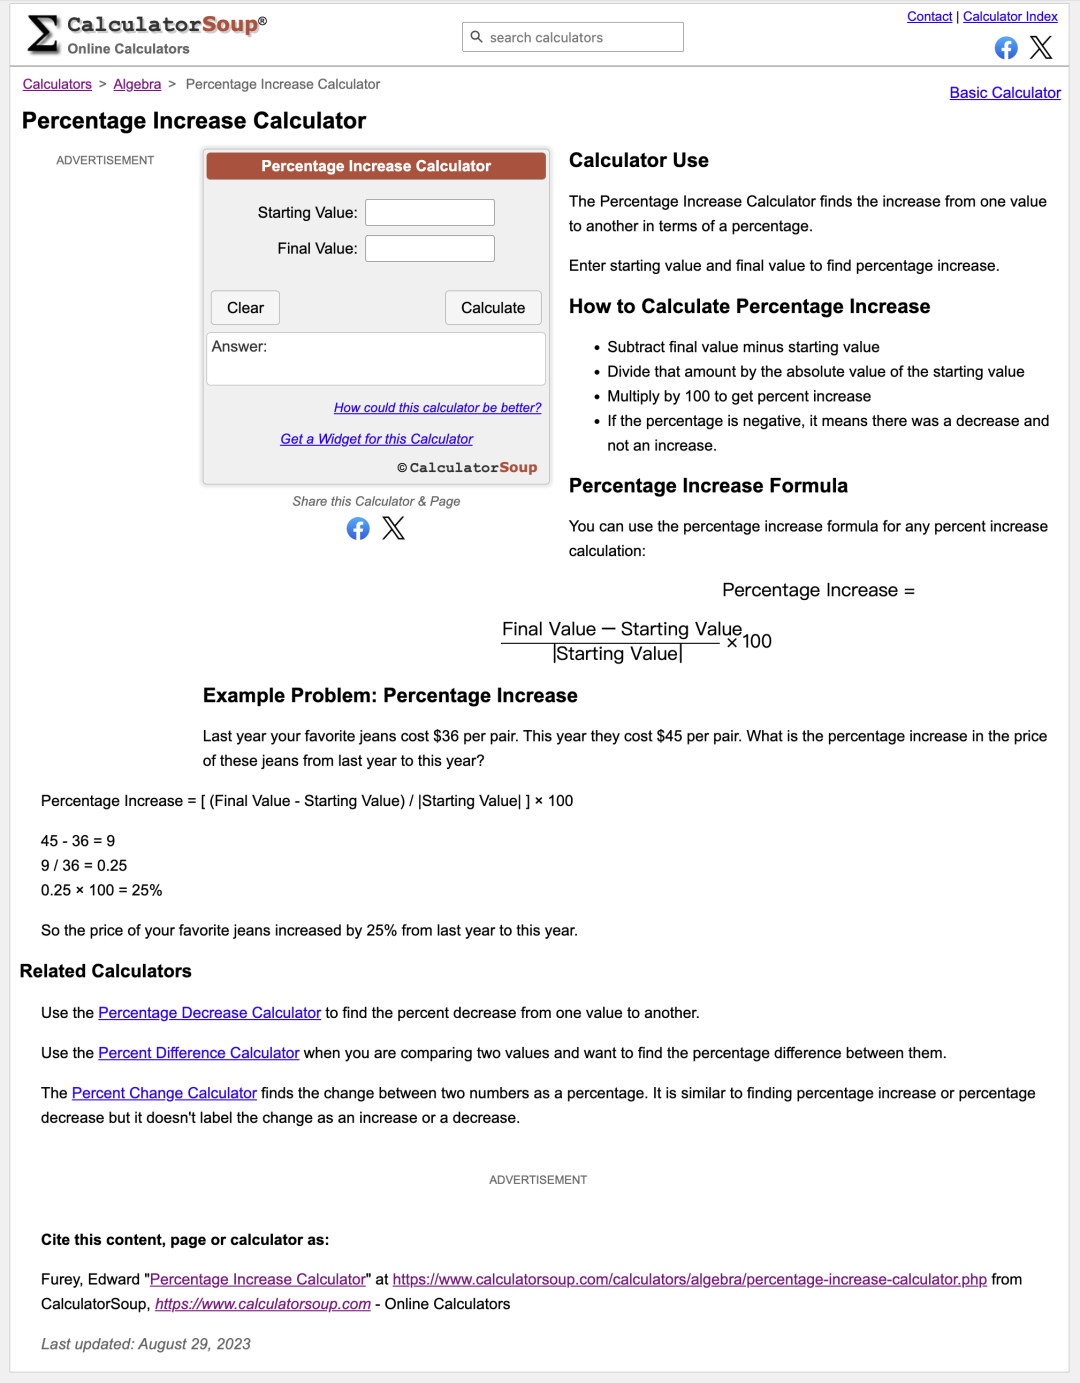 CalculatorSoup®
Online Calculators
search calculators
Contact | Calculator Index
Calculators > Algebra > Percentage Increase Calculator
Basic Calculator
Percentage Increase Calculator
ADVERTISEMENT
Percentage Increase Calculator
Starting Value:
Final Value:
Clear
Calculate
Answer:
How could this calculator be better?
Get a Widget for this Calculator
© CalculatorSoup
Share this Calculator & Page
Calculator Use
The Percentage Increase Calculator finds the increase from one value
to another in terms of a percentage.
Enter starting value and final value to find percentage increase.
How to Calculate Percentage Increase
• Subtract final value minus starting value
• Divide that amount by the absolute value of the starting value
• Multiply by 100 to get percent increase
• If the percentage is negative, it means there was a decrease and
not an increase.
Percentage Increase Formula
You can use the percentage increase formula for any percent increase
calculation:
Percentage Increase =
Final Value − Starting Value
|Starting Value|
× 100
Example Problem: Percentage Increase
Last year your favorite jeans cost $36 per pair. This year they cost $45 per pair. What is the percentage increase in the price
of these jeans from last year to this year?
Percentage Increase = [ (Final Value - Starting Value) / |Starting Value| ] × 100
45 - 36 = 9
9 / 36 = 0.25
0.25 × 100 = 25%
So the price of your favorite jeans increased by 25% from last year to this year.
Related Calculators
Use the Percentage Decrease Calculator to find the percent decrease from one value to another.
Use the Percent Difference Calculator when you are comparing two values and want to find the percentage difference between them.
The Percent Change Calculator finds the change between two numbers as a percentage. It is similar to finding percentage increase or percentage
decrease but it doesn't label the change as an increase or a decrease.
ADVERTISEMENT
Cite this content, page or calculator as:
Furey, Edward "Percentage Increase Calculator" at https://www.calculatorsoup.com/calculators/algebra/percentage-increase-calculator.php from
CalculatorSoup, https://www.calculatorsoup.com - Online Calculators
Last updated: August 29, 2023